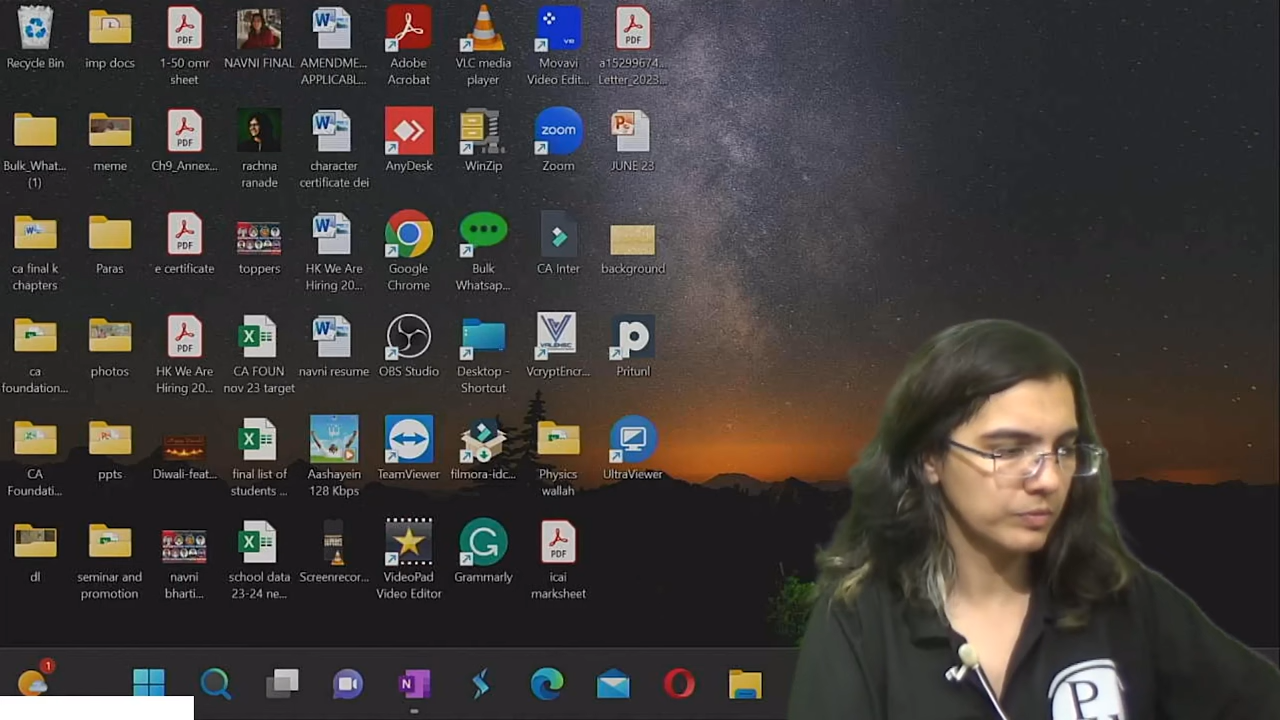 Recycle Bin
imp docs
1-50 omr
sheet
NAVNI FINAL
AMENDME...
APPLICABL...
Adobe
Acrobat
VLC media
player
Movavi
Video Edit...
a15299674...
Letter_2023...
Bulk_What...
(1)
meme
Ch9_Annex...
rachna
ranade
character
certificate dei
AnyDesk
WinZip
zoom
Zoom
JUNE 23
ca final k
chapters
Paras
e certificate
toppers
HK We Are
Hiring 20...
Google
Chrome
Bulk
Whatsap...
CA Inter
background
ca
foundation...
photos
HK We Are
Hiring 20...
CA FOUN
nov 23 target
navni resume
OBS Studio
Desktop -
Shortcut
VcryptEncr...
Pritunl
CA
Foundati...
ppts
Diwali-feat...
final list of
students ...
Aashayein
128 Kbps
TeamViewer
filmora-idc...
Physics
wallah
UltraViewer
dl
seminar and
promotion
navni
bharti...
school data
23-24 ne...
Screenrecor...
VideoPad
Video Editor
Grammarly
PDF
icai
marksheet
1